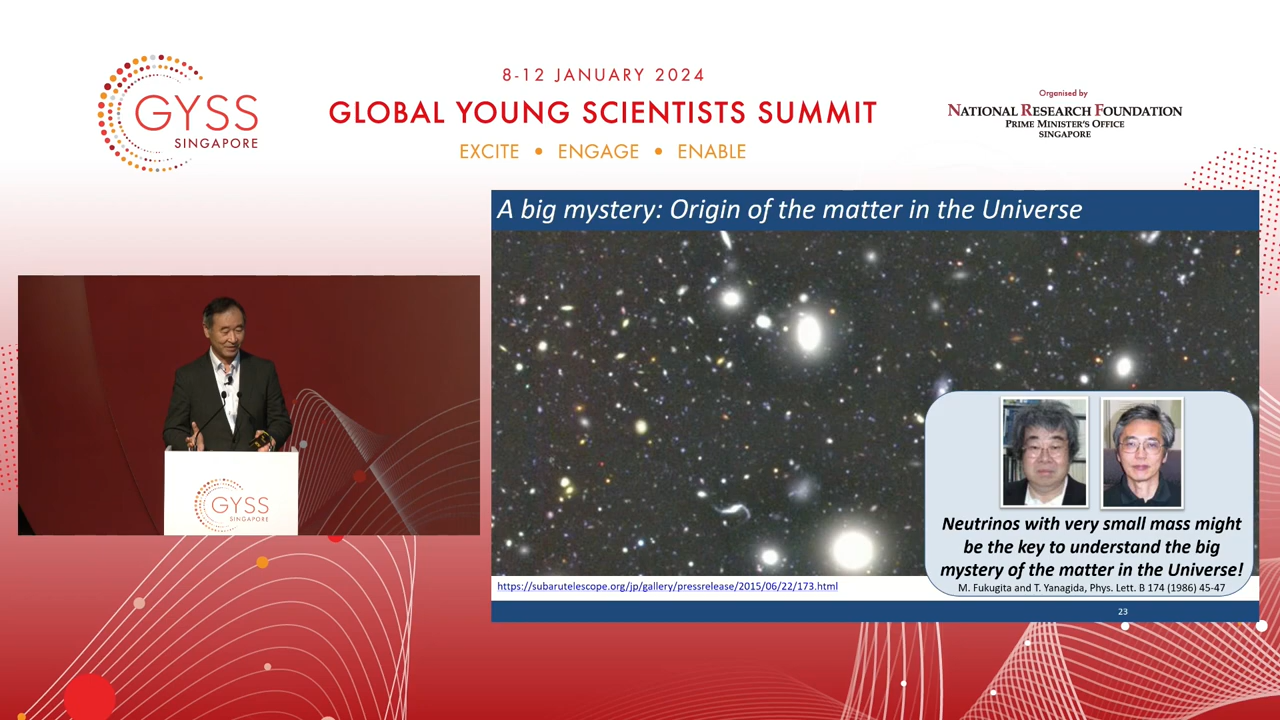 GYSS
SINGAPORE
8-12 JANUARY 2024
GLOBAL YOUNG SCIENTISTS SUMMIT
EXCITE • ENGAGE • ENABLE
Organised by
NATIONAL RESEARCH FOUNDATION
PRIME MINISTER'S OFFICE
SINGAPORE
A big mystery: Origin of the matter in the Universe
Neutrinos with very small mass might
be the key to understand the big
mystery of the matter in the Universe!
M. Fukugita and T. Yanagida, Phys. Lett. B 174 (1986) 45-47
https://subarutelescope.org/jp/gallery/pressrelease/2015/06/22/173.html
23
GYSS
SINGAPORE